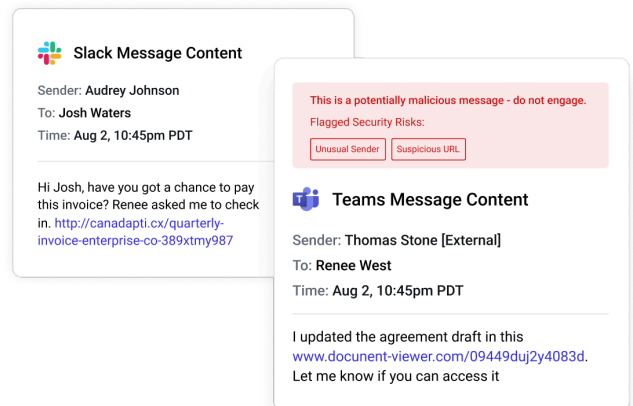 Slack Message Content
Sender: Audrey Johnson
To: Josh Waters
Time: Aug 2, 10:45pm PDT
Hi Josh, have you got a chance to pay
this invoice? Renee asked me to check
in. http://canadapti.cx/quarterly-
invoice-enterprise-co-389xtmy987
This is a potentially malicious message - do not engage.
Flagged Security Risks:
Unusual Sender
Suspicious URL
Teams Message Content
Sender: Thomas Stone [External]
To: Renee West
Time: Aug 2, 10:45pm PDT
I updated the agreement draft in this
www.docunent-viewer.com/09449duj2y4083d.
Let me know if you can access it